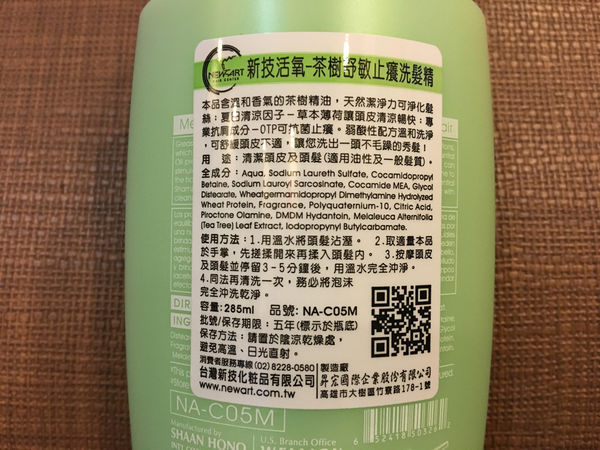 NEWART
HAIR CENTER
新技活氧-茶樹舒敏止癢洗髮精
本品含溫和香氣的茶樹精油，天然潔淨力可淨化髮
絲；夏日清涼因子-草本薄荷讓頭皮清涼暢快；專
業抗屑成分-OTP可抗菌止癢。弱酸性配方溫和洗淨
，可舒緩頭皮不適，讓您洗出一頭不毛躁的秀髮！
用 途：清潔頭皮及頭髮(適用油性及一般髮質)。
全成分：Aqua, Sodium Laureth Sulfate, Cocamidopropyl
Betaine, Sodium Lauroyl Sarcosinate, Cocamide MEA, Glycol
Distearate, Wheatgermamidopropyl Dimethylamine Hydrolyzed
Wheat Protein, Fragrance, Polyquaternium-10, Citric Acid,
Piroctone Olamine, DMDM Hydantoin, Melaleuca Alternifolia
(Tea Tree) Leaf Extract, Iodopropynyl Butylcarbamate.
使用方法：1.用溫水將頭髮沾溼。 2.取適量本品
於手掌，先搓揉開來再揉入頭髮內。 3.按摩頭皮
及頭髮並停留3-5分鐘後，用溫水完全沖淨。
4.同法再清洗一次，務必將泡沫
完全沖洗乾淨。
容量：285ml 品號：NA-C05M
批號/保存期限：五年(標示於瓶底)
保存方法：請置於陰涼乾燥處，
避免高溫、日光直射。
消費者服務專線 (02) 8228-0580
台灣新技化粧品有限公司
www.newart.com.tw
製造廠
昇宏國際企業股份有限公司
高雄市大樹區竹寮路178-1號
NA-C05M
Manufactured by
SHAAN HONQ
U.S. Branch Office